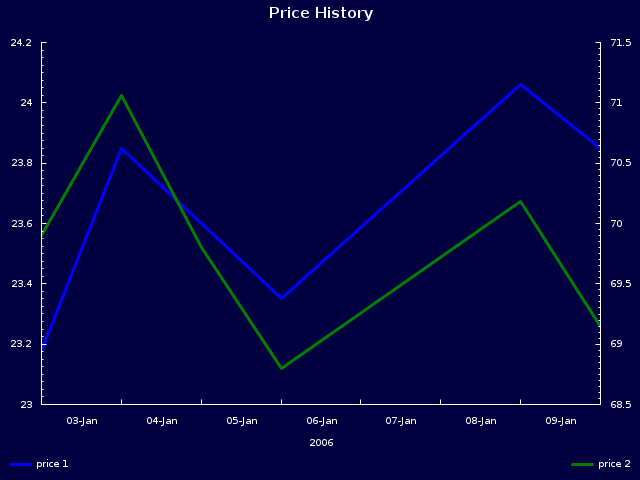 Price History
24.2 71.5
24 71
23.8 70.5
23.6 70
23.4 69.5
23.2 69
23 68.5
03-Jan 04-Jan 05-Jan 06-Jan 07-Jan 08-Jan 09-Jan
2006
price 1 price 2